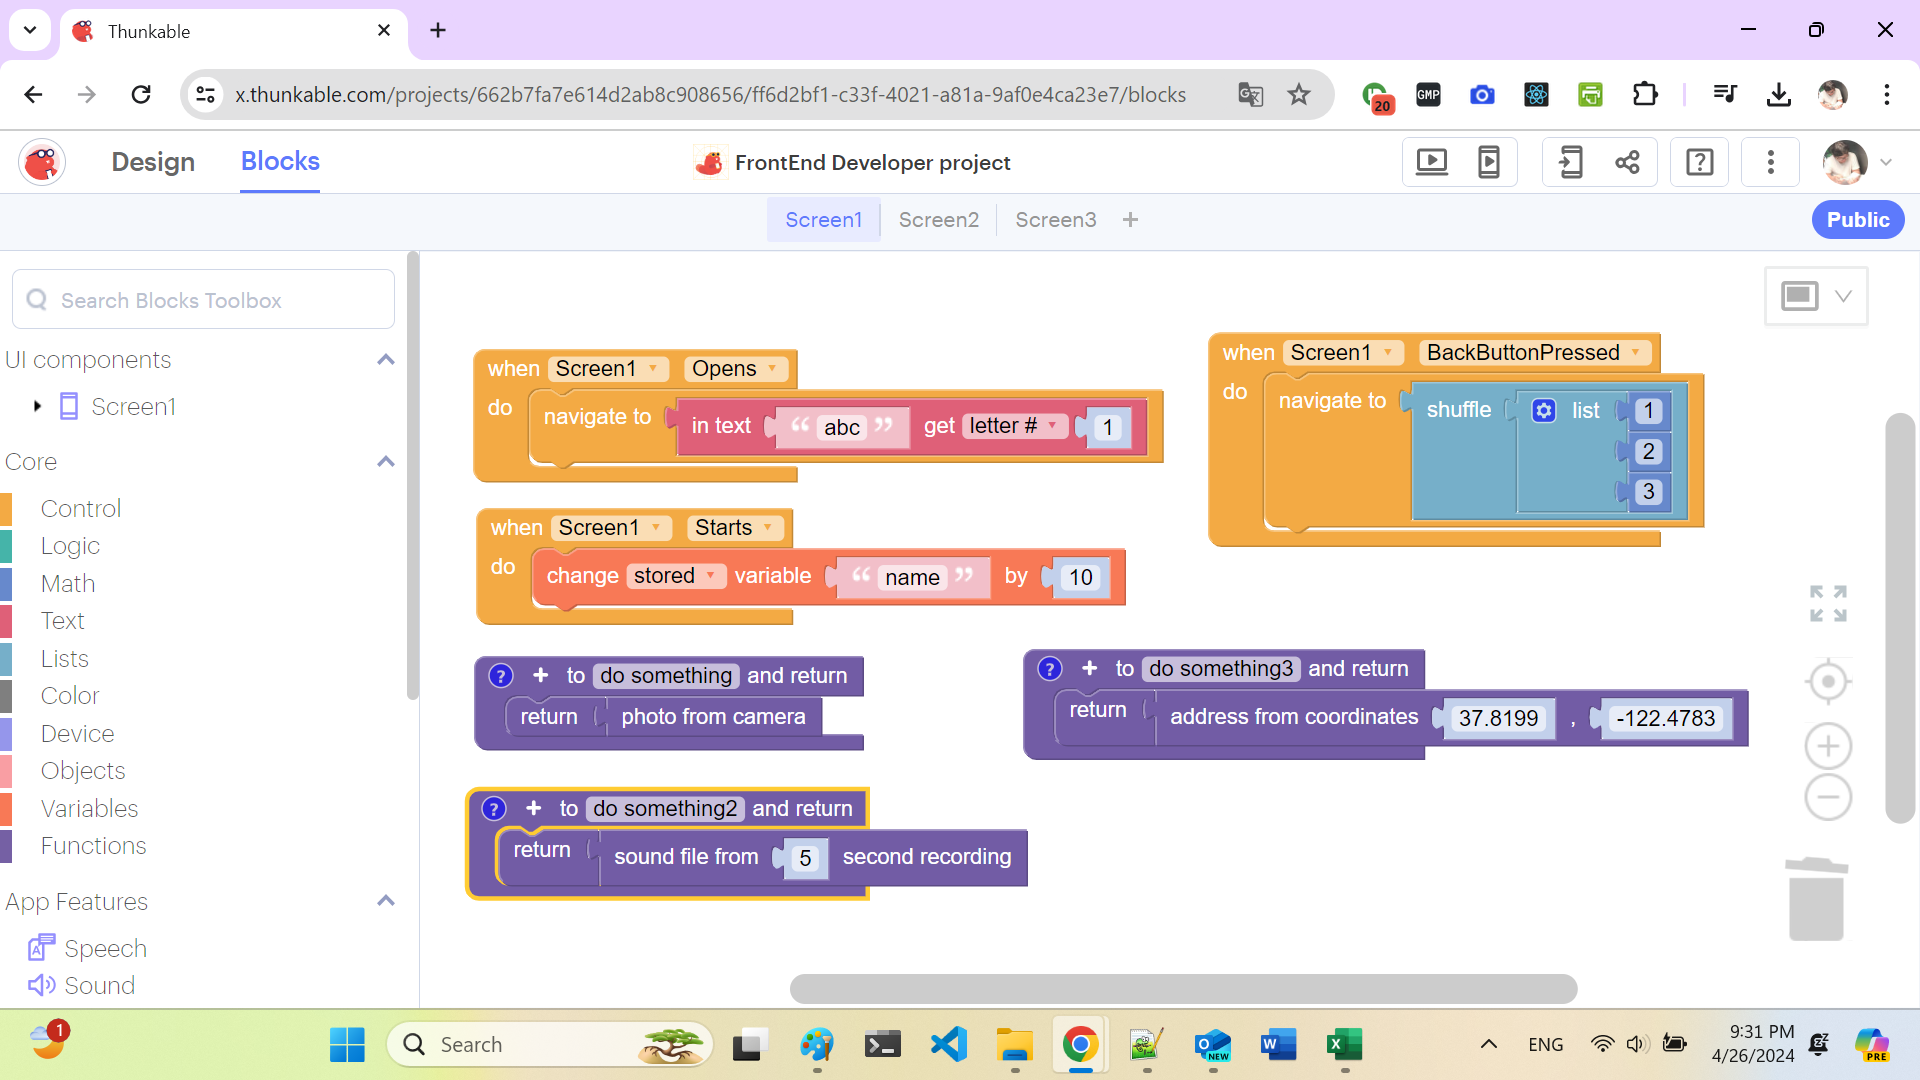 Thunkable
x.thunkable.com/projects/662b7fa7e614d2ab8c908656/ff6d2bf1-c33f-4021-a81a-9af0e4ca23e7/blocks
20
GMP
Design
Blocks
FrontEnd Developer project
Screen1
Screen2
Screen3
Public
Search Blocks Toolbox
UI components
Screen1
Core
Control
Logic
Math
Text
Lists
Color
Device
Objects
Variables
Functions
App Features
Speech
Sound
when Screen1 Opens
do navigate to in text “ abc ” get letter # 1
when Screen1 BackButtonPressed
do navigate to shuffle list 1
2
3
when Screen1 Starts
do change stored variable “ name ” by 10
? + to do something and return
return photo from camera
? + to do something3 and return
return address from coordinates 37.8199 , -122.4783
? + to do something2 and return
return sound file from 5 second recording
1
Search
NEW
ENG
9:31 PM
4/26/2024
PRE